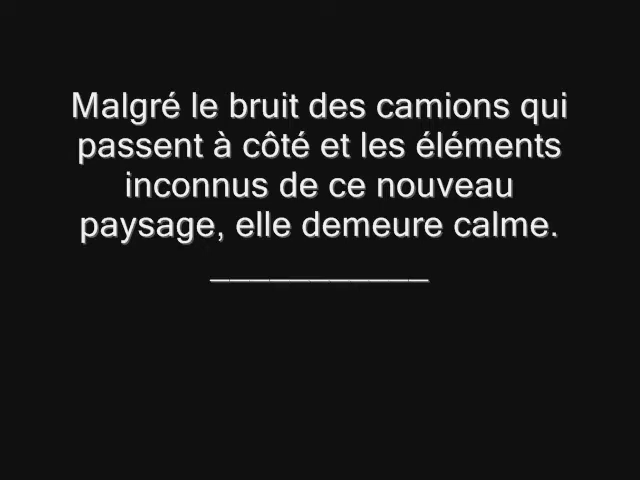 Malgré le bruit des camions qui
passent à côté et les éléments
inconnus de ce nouveau
paysage, elle demeure calme.
___________